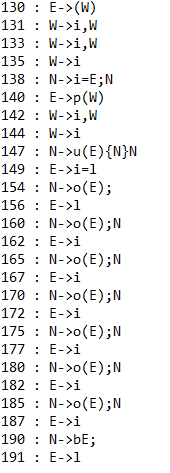 130 : E->(W)
131 : W->i,W
133 : W->i,W
135 : W->i
138 : N->i=E;N
140 : E->p(W)
142 : W->i,W
144 : W->i
147 : N->u(E){N}N
149 : E->i=l
154 : N->o(E);
156 : E->l
160 : N->o(E);N
162 : E->i
165 : N->o(E);N
167 : E->i
170 : N->o(E);N
172 : E->i
175 : N->o(E);N
177 : E->i
180 : N->o(E);N
182 : E->i
185 : N->o(E);N
187 : E->i
190 : N->bE;
191 : E->l